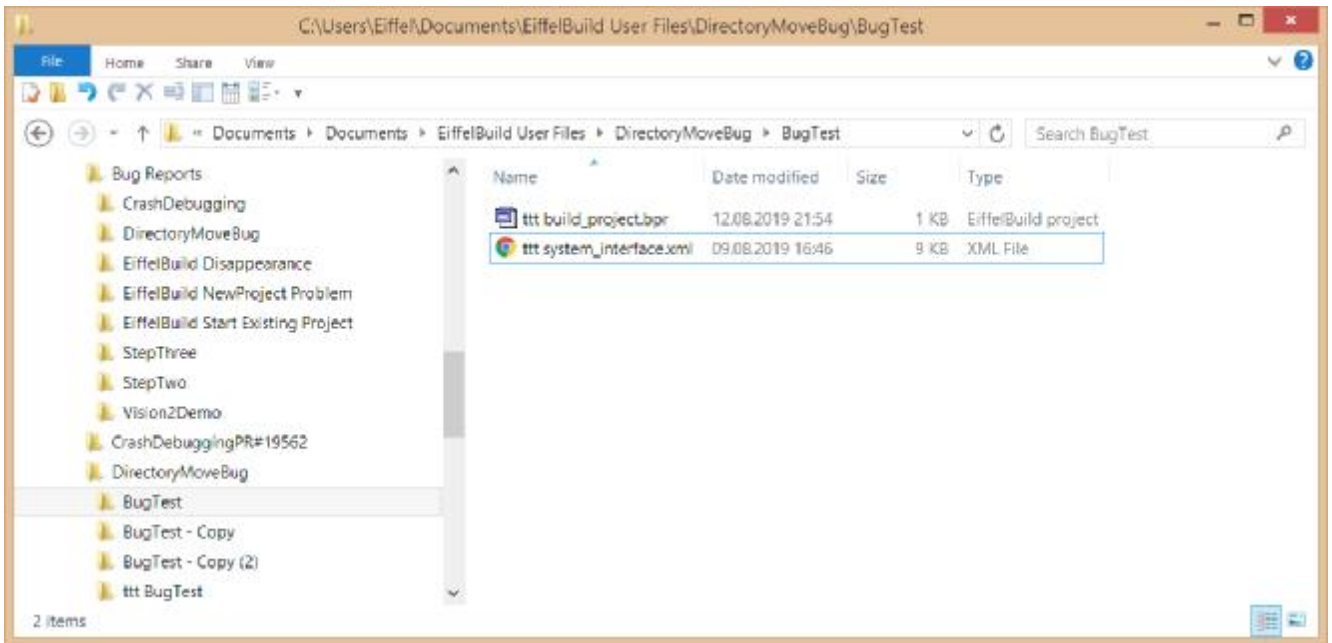 C:\Users\Eiffel\Documents\EiffelBuild User Files\DirectoryMoveBug\BugTest
File Home Share View
« Documents Documents EiffelBuild User Files DirectoryMoveBug BugTest Search BugTest
Bug Reports
CrashDebugging
DirectoryMoveBug
EiffelBuild Disappearance
EiffelBuild NewProject Problem
EiffelBuild Start Existing Project
StepThree
StepTwo
Vision2Demo
CrashDebuggingPR#19562
DirectoryMoveBug
BugTest
BugTest - Copy
BugTest - Copy (2)
ttt BugTest
Name Date modified Size Type
ttt build_project.bpr 12.08.2019 21:54 1 KB EiffelBuild project
ttt system_interface.xml 09.08.2019 16:46 9 KB XML File
2 items